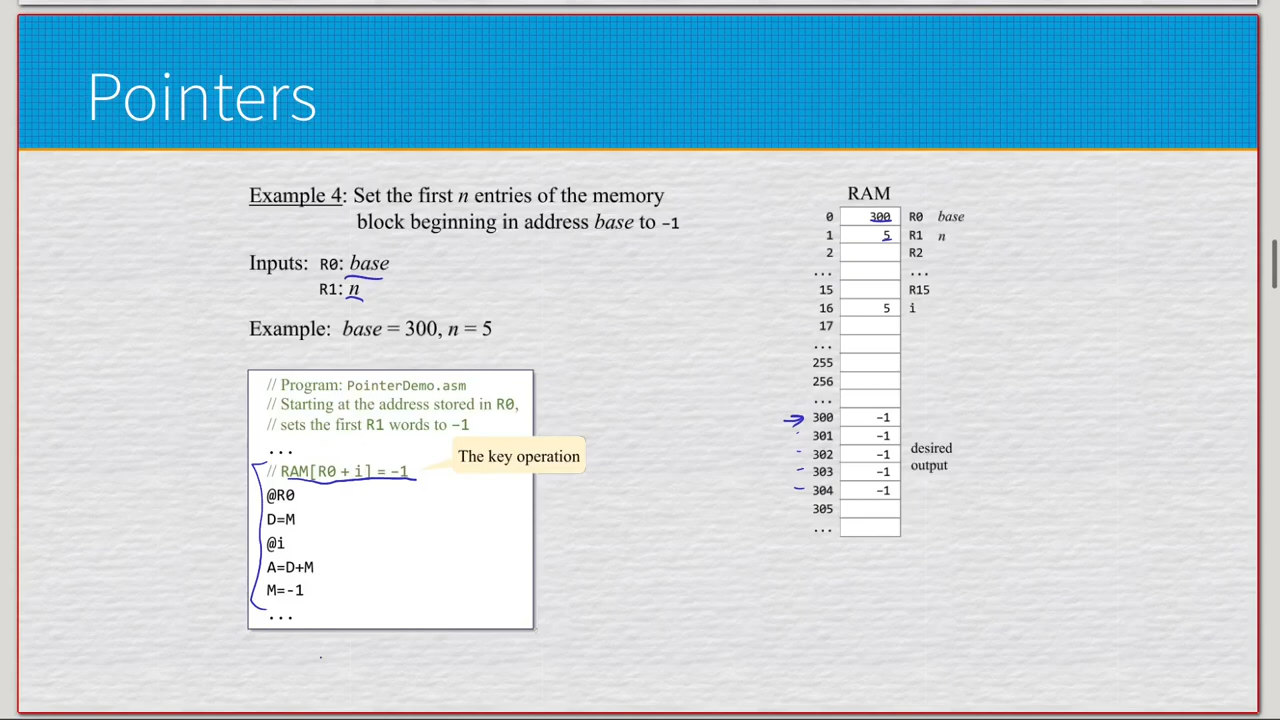 Pointers
Example 4: Set the first n entries of the memory
block beginning in address base to -1
Inputs: R0: base
R1: n
Example: base = 300, n = 5
// Program: PointerDemo.asm
// Starting at the address stored in R0,
// sets the first R1 words to -1
...
// RAM[R0 + i] = -1
The key operation
@R0
D=M
@i
A=D+M
M=-1
...
RAM
0 300 R0 base
1 5 R1 n
2 R2
... ...
15 R15
16 5 i
17
...
255
256
...
300 -1
301 -1
302 -1
303 -1
304 -1
desired
output
305
...